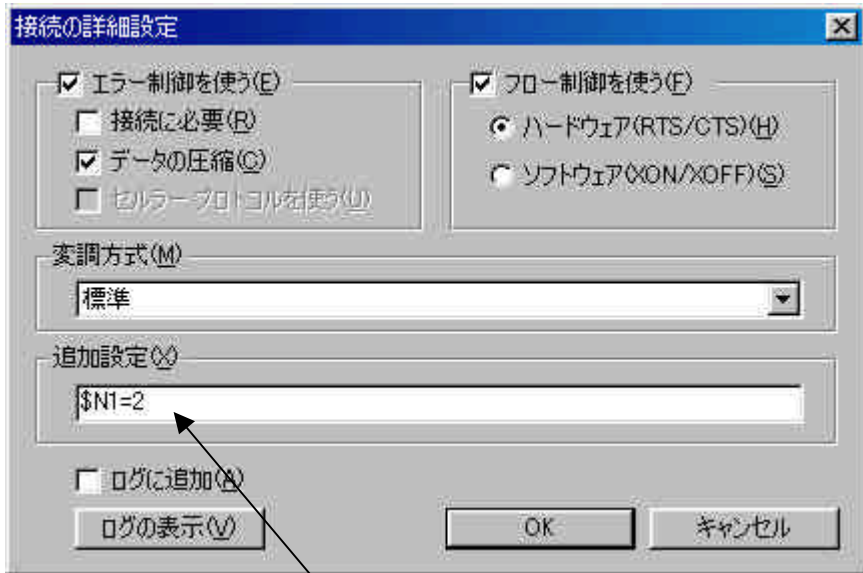 接続の詳細設定
エラー制御を使う(E)
接続に必要(R)
データの圧縮(C)
セルラー プロトコルを使う(U)
フロー制御を使う(F)
ハードウェア(RTS/CTS)(H)
ソフトウェア(XON/XOFF)(S)
変調方式(M)
標準
追加設定(X)
$N1=2
ログに追加(A)
ログの表示(V)
OK
キャンセル